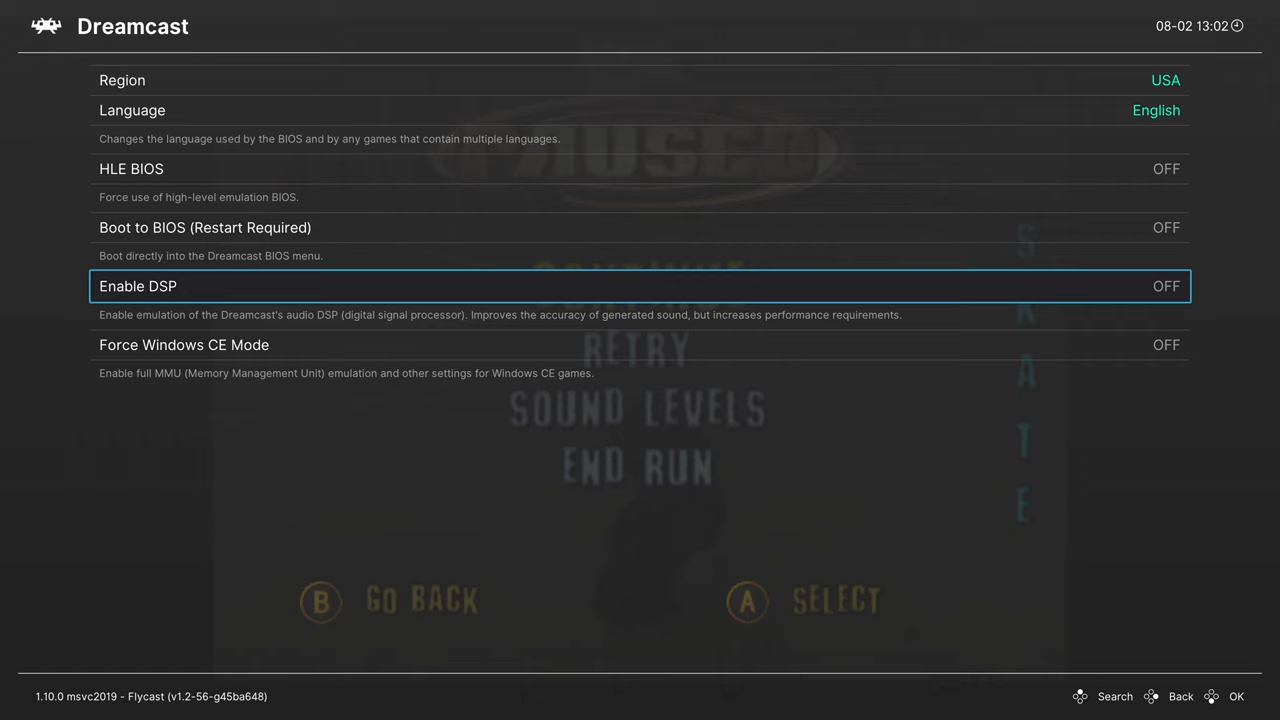 Dreamcast
08-02 13:02
Region USA
Language English
Changes the language used by the BIOS and by any games that contain multiple languages.
HLE BIOS OFF
Force use of high-level emulation BIOS.
Boot to BIOS (Restart Required) OFF
Boot directly into the Dreamcast BIOS menu.
Enable DSP OFF
Enable emulation of the Dreamcast's audio DSP (digital signal processor). Improves the accuracy of generated sound, but increases performance requirements.
Force Windows CE Mode OFF
Enable full MMU (Memory Management Unit) emulation and other settings for Windows CE games.
PAUSED
CONTINUE
RETRY
SOUND LEVELS
END RUN
S
K
A
T
E
B GO BACK
A SELECT
1.10.0 msvc2019 - Flycast (v1.2-56-g45ba648)
Search Back OK